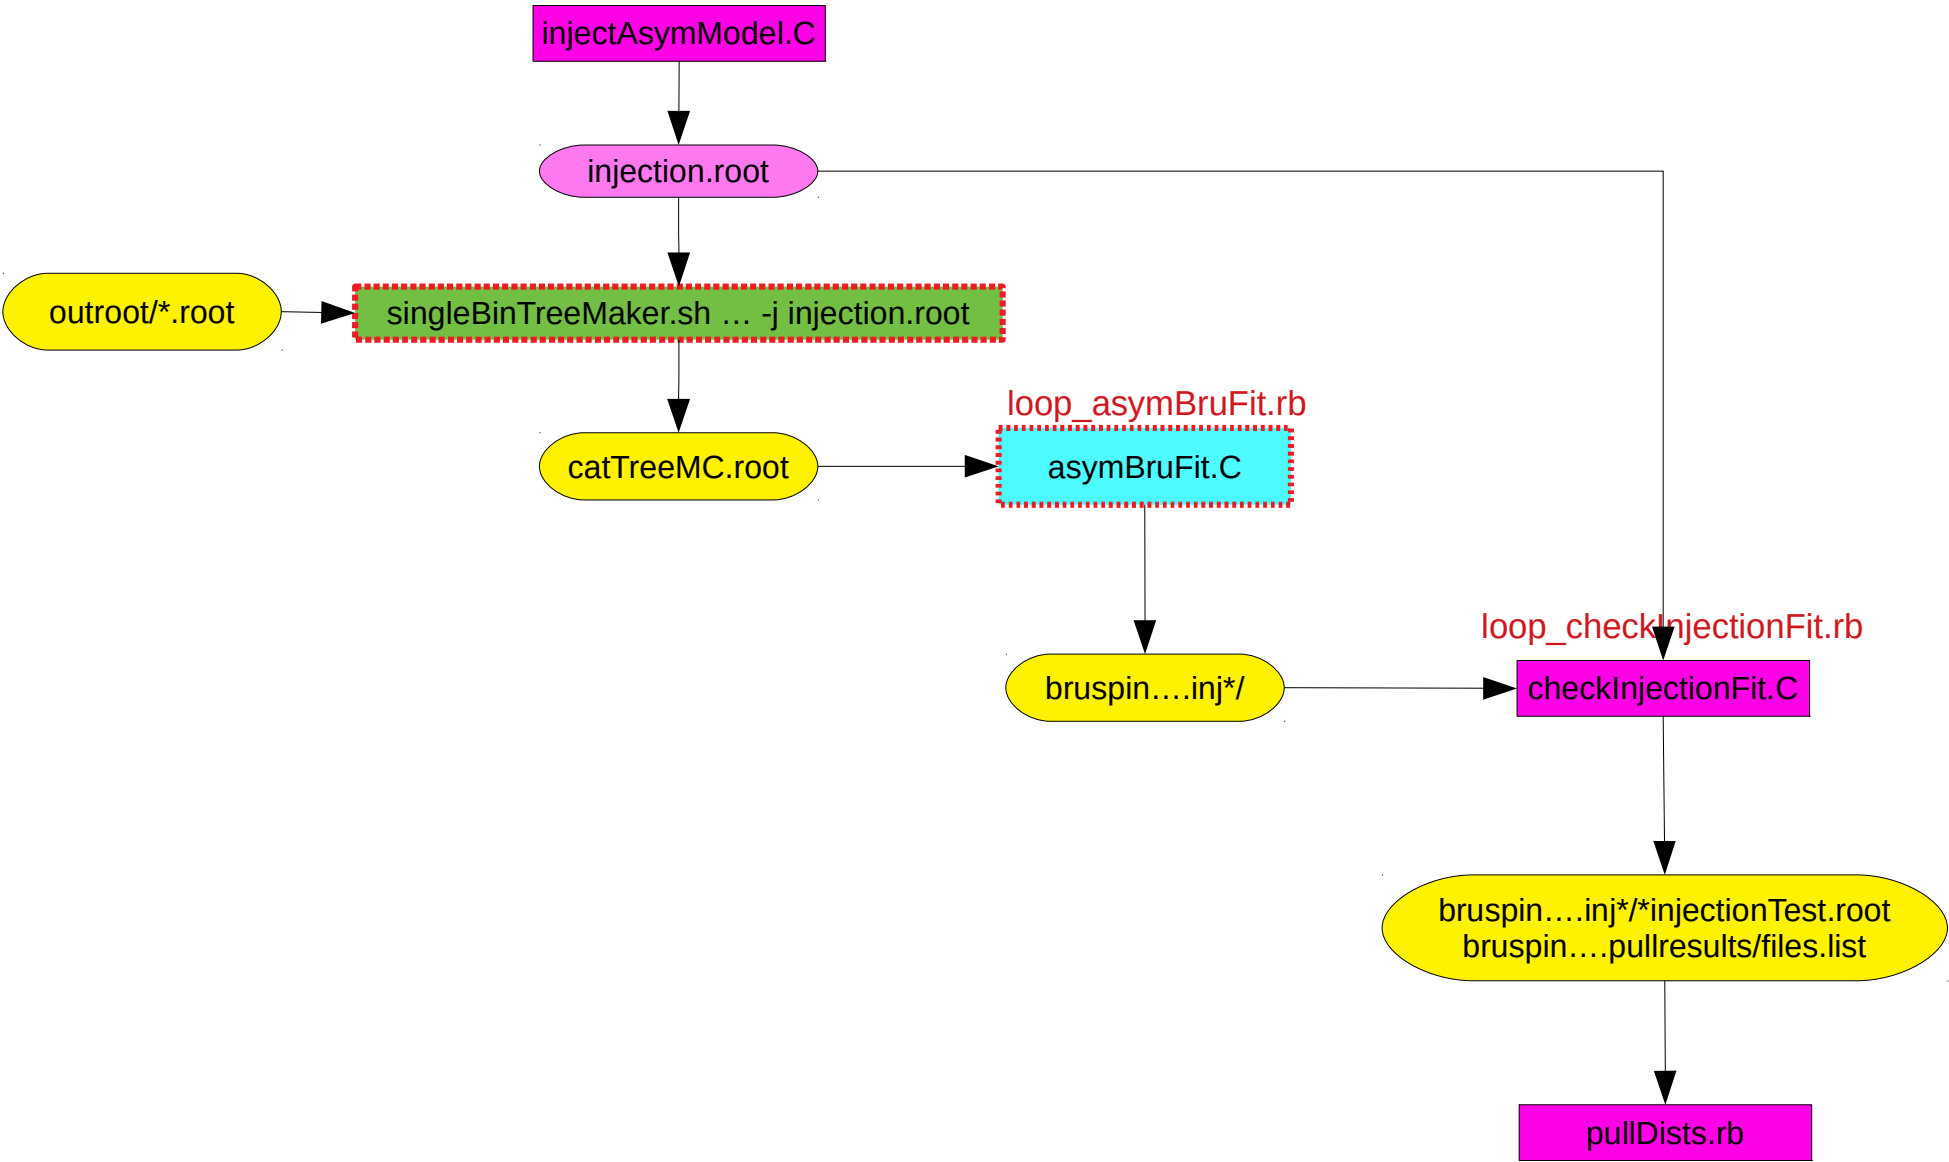 injectAsymModel.C
injection.root
outroot/*.root
singleBinTreeMaker.sh … -j injection.root
loop_asymBruFit.rb
catTreeMC.root
asymBruFit.C
loop_checkInjectionFit.rb
bruspin….inj*/
checkInjectionFit.C
bruspin….inj*/*injectionTest.root
bruspin….pullresults/files.list
pullDists.rb